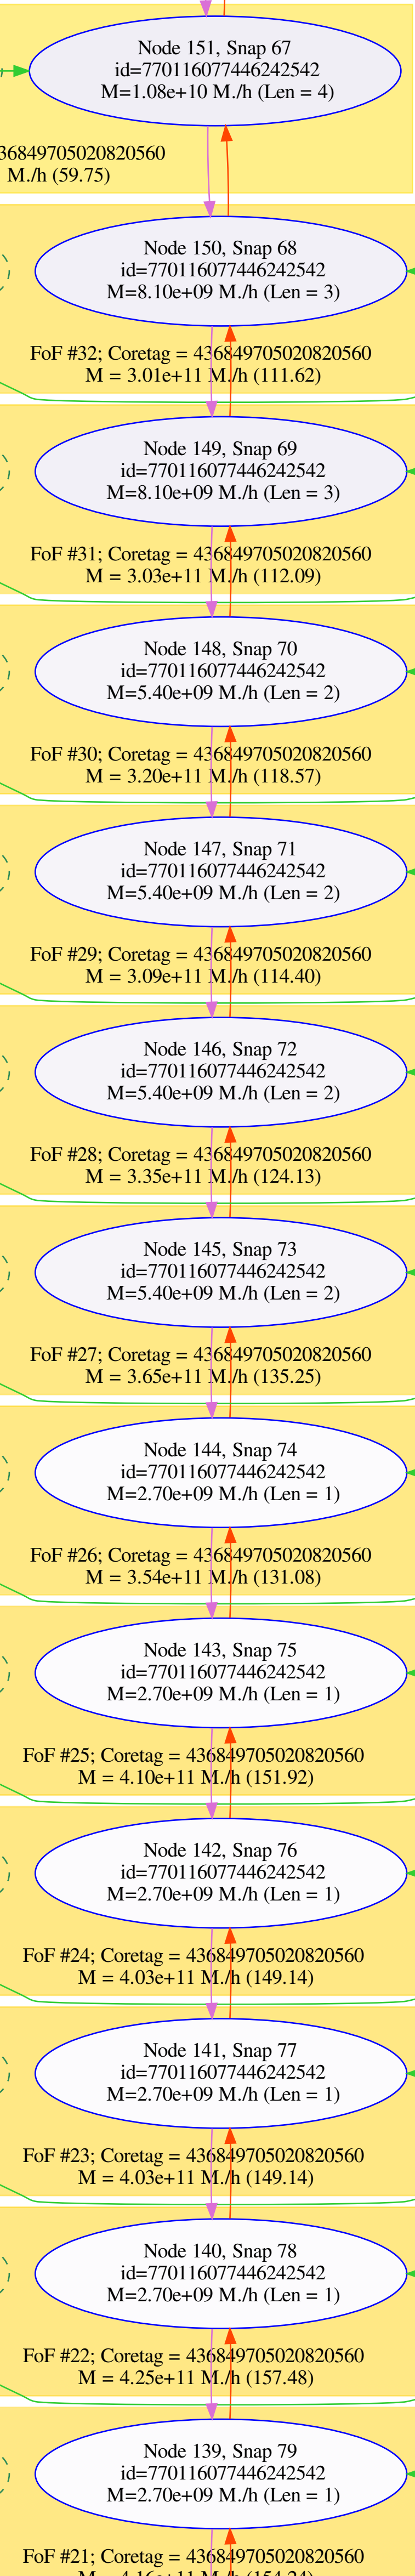 Node 151, Snap 67
id=770116077446242542
M=1.08e+10 M./h (Len = 4)
36849705020820560
M./h (59.75)
Node 150, Snap 68
id=770116077446242542
M=8.10e+09 M./h (Len = 3)
FoF #32; Coretag = 436849705020820560
M = 3.01e+11 M./h (111.62)
Node 149, Snap 69
id=770116077446242542
M=8.10e+09 M./h (Len = 3)
FoF #31; Coretag = 436849705020820560
M = 3.03e+11 M./h (112.09)
Node 148, Snap 70
id=770116077446242542
M=5.40e+09 M./h (Len = 2)
FoF #30; Coretag = 436849705020820560
M = 3.20e+11 M./h (118.57)
Node 147, Snap 71
id=770116077446242542
M=5.40e+09 M./h (Len = 2)
FoF #29; Coretag = 436849705020820560
M = 3.09e+11 M./h (114.40)
Node 146, Snap 72
id=770116077446242542
M=5.40e+09 M./h (Len = 2)
FoF #28; Coretag = 436849705020820560
M = 3.35e+11 M./h (124.13)
Node 145, Snap 73
id=770116077446242542
M=5.40e+09 M./h (Len = 2)
FoF #27; Coretag = 436849705020820560
M = 3.65e+11 M./h (135.25)
Node 144, Snap 74
id=770116077446242542
M=2.70e+09 M./h (Len = 1)
FoF #26; Coretag = 436849705020820560
M = 3.54e+11 M./h (131.08)
Node 143, Snap 75
id=770116077446242542
M=2.70e+09 M./h (Len = 1)
FoF #25; Coretag = 436849705020820560
M = 4.10e+11 M./h (151.92)
Node 142, Snap 76
id=770116077446242542
M=2.70e+09 M./h (Len = 1)
FoF #24; Coretag = 436849705020820560
M = 4.03e+11 M./h (149.14)
Node 141, Snap 77
id=770116077446242542
M=2.70e+09 M./h (Len = 1)
FoF #23; Coretag = 436849705020820560
M = 4.03e+11 M./h (149.14)
Node 140, Snap 78
id=770116077446242542
M=2.70e+09 M./h (Len = 1)
FoF #22; Coretag = 436849705020820560
M = 4.25e+11 M./h (157.48)
Node 139, Snap 79
id=770116077446242542
M=2.70e+09 M./h (Len = 1)
FoF #21; Coretag = 436849705020820560
M = 4.16e+11 M./h (154.24)